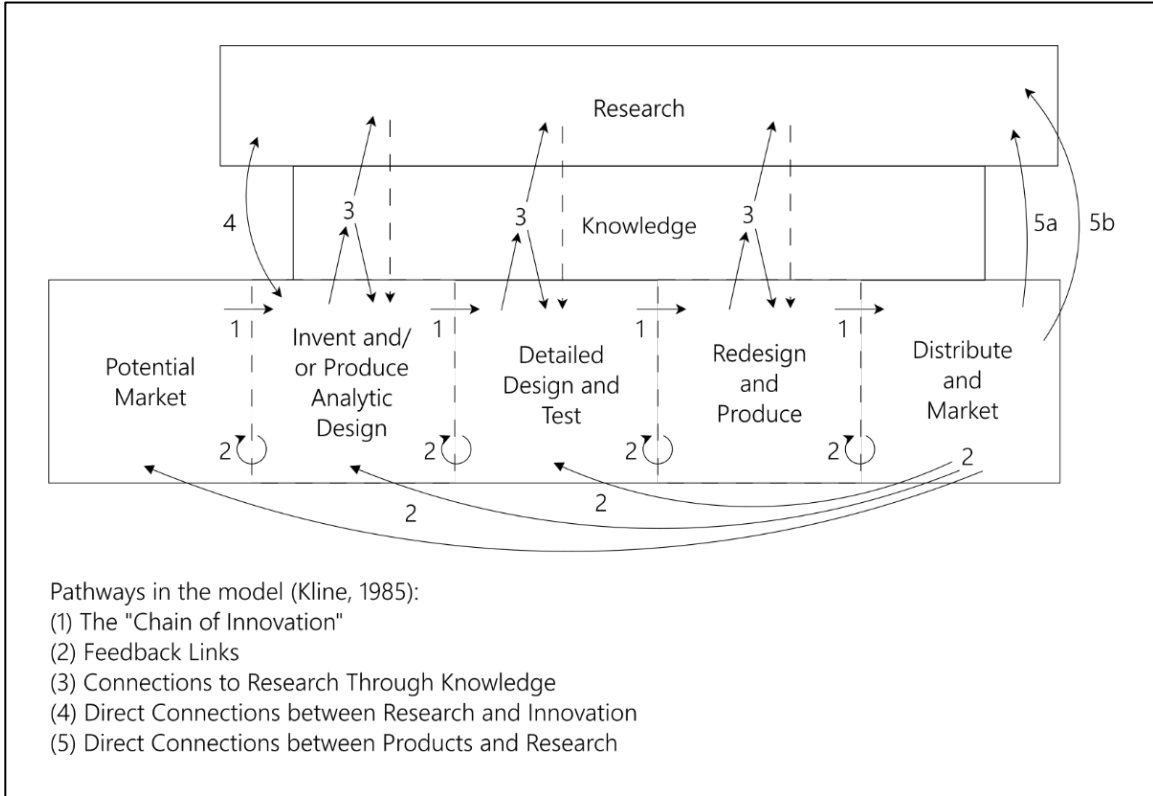 Research
4
3
3
Knowledge
3
5a
5b
1
1
1
1
Potential
Market
Invent and/
or Produce
Analytic
Design
Detailed
Design and
Test
Redesign
and
Produce
Distribute
and
Market
2
2
2
2
2
2
2
Pathways in the model (Kline, 1985):
(1) The "Chain of Innovation"
(2) Feedback Links
(3) Connections to Research Through Knowledge
(4) Direct Connections between Research and Innovation
(5) Direct Connections between Products and Research